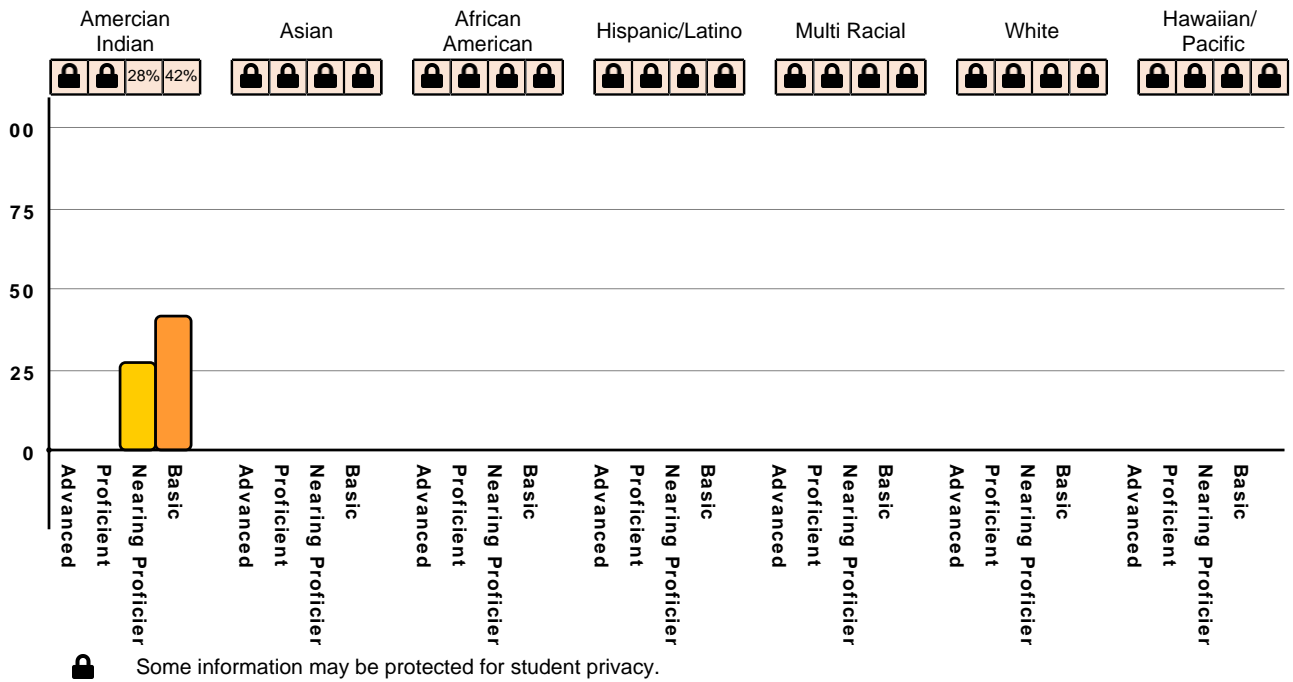 Amercian
Indian
Asian
African
American
Hispanic/Latino
Multi Racial
White
Hawaiian/
Pacific
28% 42%
00
75
50
25
0
Advanced
Proficient
Nearing Proficier
Basic
Advanced
Proficient
Nearing Proficier
Basic
Advanced
Proficient
Nearing Proficier
Basic
Advanced
Proficient
Nearing Proficier
Basic
Advanced
Proficient
Nearing Proficier
Basic
Advanced
Proficient
Nearing Proficier
Basic
Advanced
Proficient
Nearing Proficier
Basic
Some information may be protected for student privacy.